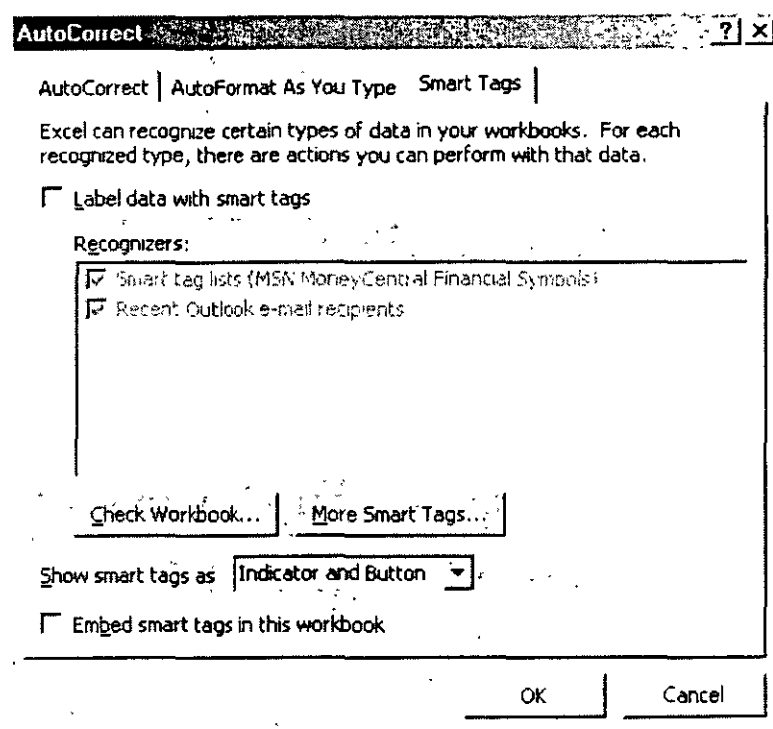 AutoCorrect ? ×
AutoCorrect AutoFormat As You Type Smart Tags
Excel can recognize certain types of data in your workbooks. For each
recognized type, there are actions you can perform with that data.
Label data with smart tags
Recognizers:
Smart tag lists (MSN MoneyCentral Financial Symbols)
Recent Outlook e-mail recipients
Check Workbook... More Smart Tags...
Show smart tags as Indicator and Button
Embed smart tags in this workbook
OK Cancel